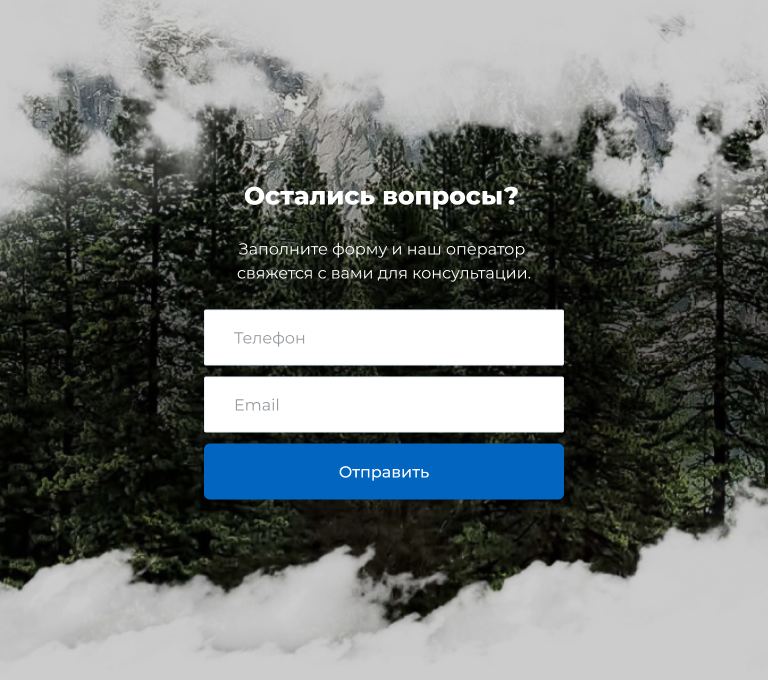 Остались вопросы?
Заполните форму и наш оператор
свяжется с вами для консультации.
Телефон
Email
Отправить